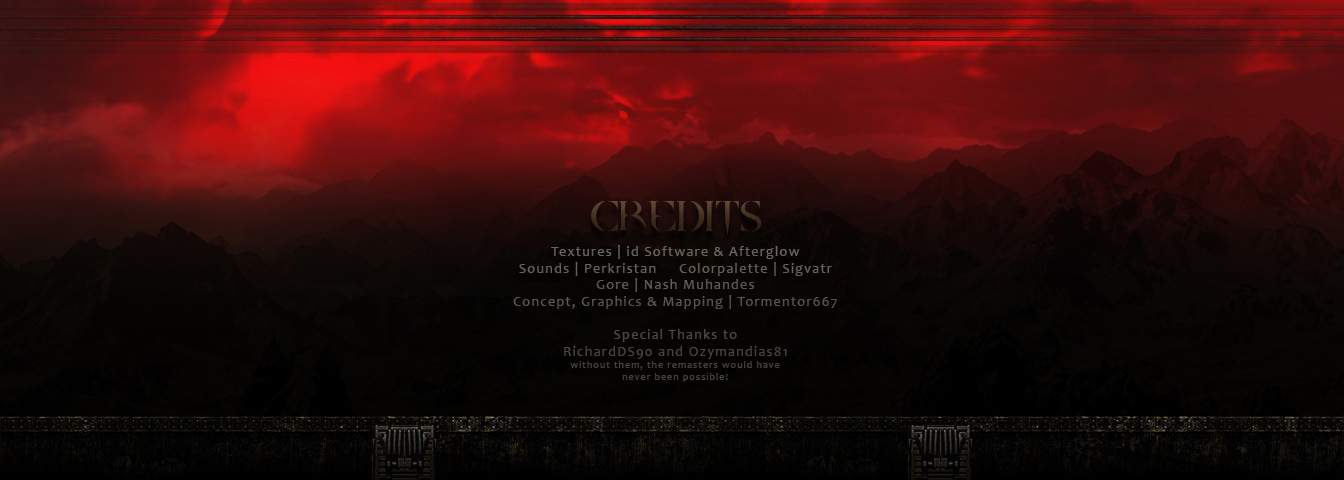 CREDITS
Textures | id Software & Afterglow
Sounds | Perkristan Colorpalette | Sigvatr
Gore | Nash Muhandes
Concept, Graphics & Mapping | Tormentor667
Special Thanks to
RichardDS90 and Ozymandias81
without them, the remasters would have
never been possible!